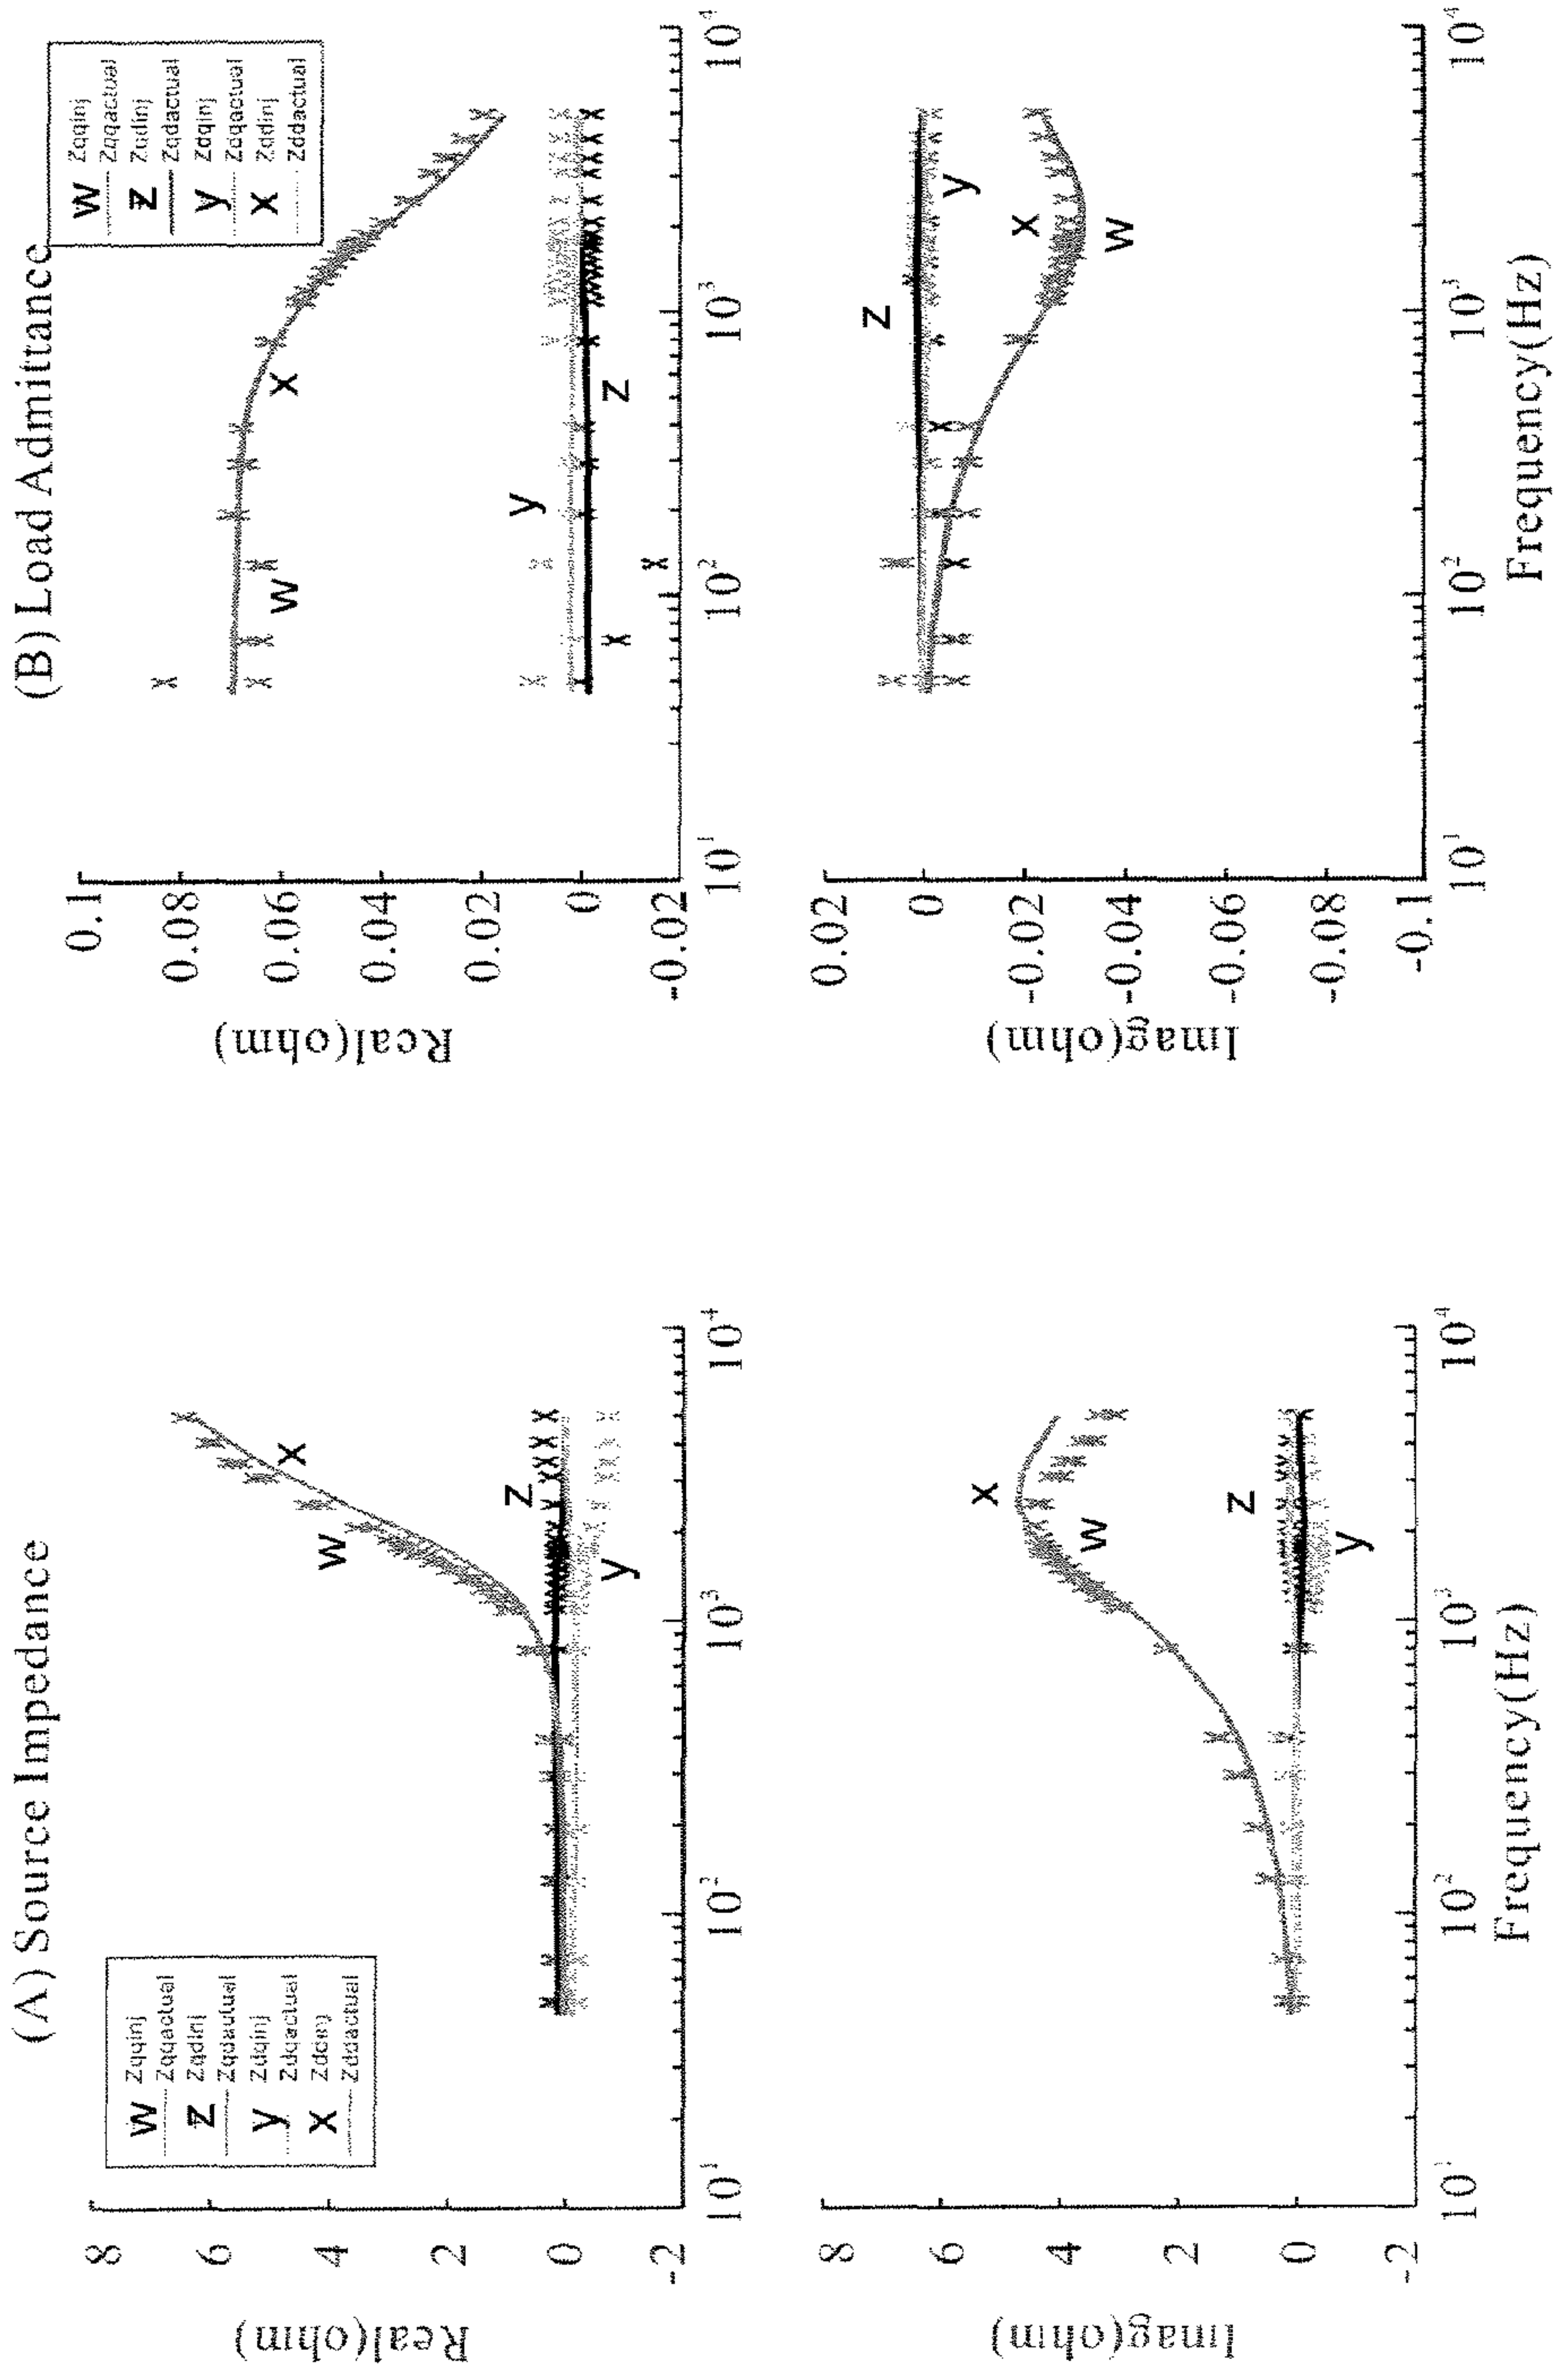 (A) Source Impedance
W Zqqinj
Zqqactual
Z Zqdinj
Zqdactual
y Zdqinj
Zdqactual
X
Zddactual
Real(ohm)
8
6
4
2
0
-2
10¹
10²
10³
10⁴
W
X
Z
y
Imag(ohm)
8
6
4
2
0
-2
10¹
10²
10³
10⁴
X
W
Z
y
Frequency(Hz)
(B) Load Admittance
W Zqqinj
Zqqactual
Z Zqdinj
Zqdactual
y Zdqinj
Zdqactual
X Zddinj
Zddactual
Real(ohm)
0.1
0.08
0.06
0.04
0.02
0
-0.02
10¹
10²
10³
10⁴
W
X
y
Z
Imag(ohm)
0.02
0
-0.02
-0.04
-0.06
-0.08
-0.1
10¹
10²
10³
10⁴
Z
y
X
W
Frequency(Hz)